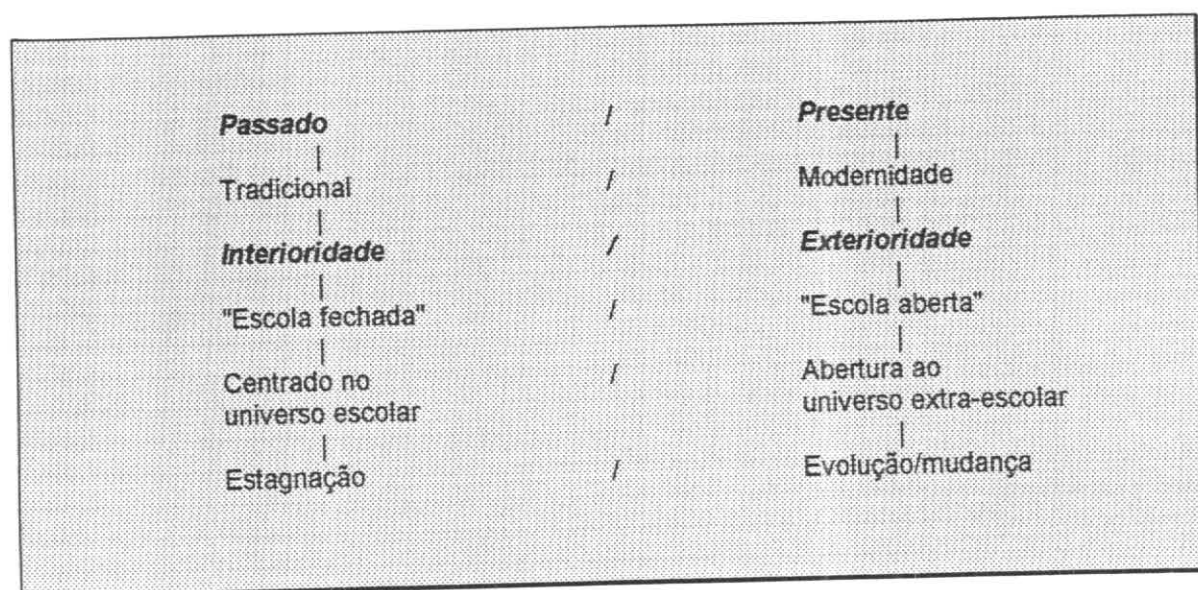 Passado / Presente
Tradicional / Modernidade
Interioridade / Exterioridade
"Escola fechada" / "Escola aberta"
Centrado no / Abertura ao
universo escolar universo extra-escolar
Estagnação / Evolução/mudança